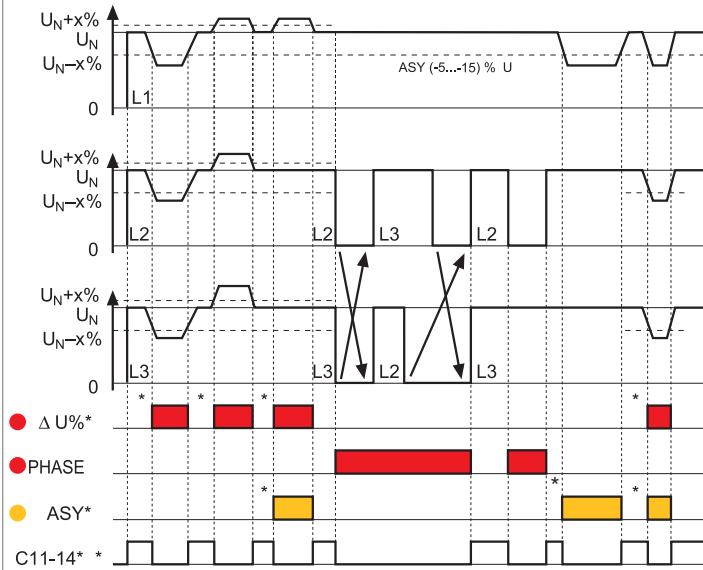 U_N+x%
U_N
U_N–x%
0
L1
ASY (-5...-15) % U
U_N+x%
U_N
U_N–x%
0
L2 L2 L3 L2
U_N+x%
U_N
U_N–x%
0
L3 L3 L2 L3
* * * *
Δ U%*
PHASE
* * *
ASY*
C11-14* *